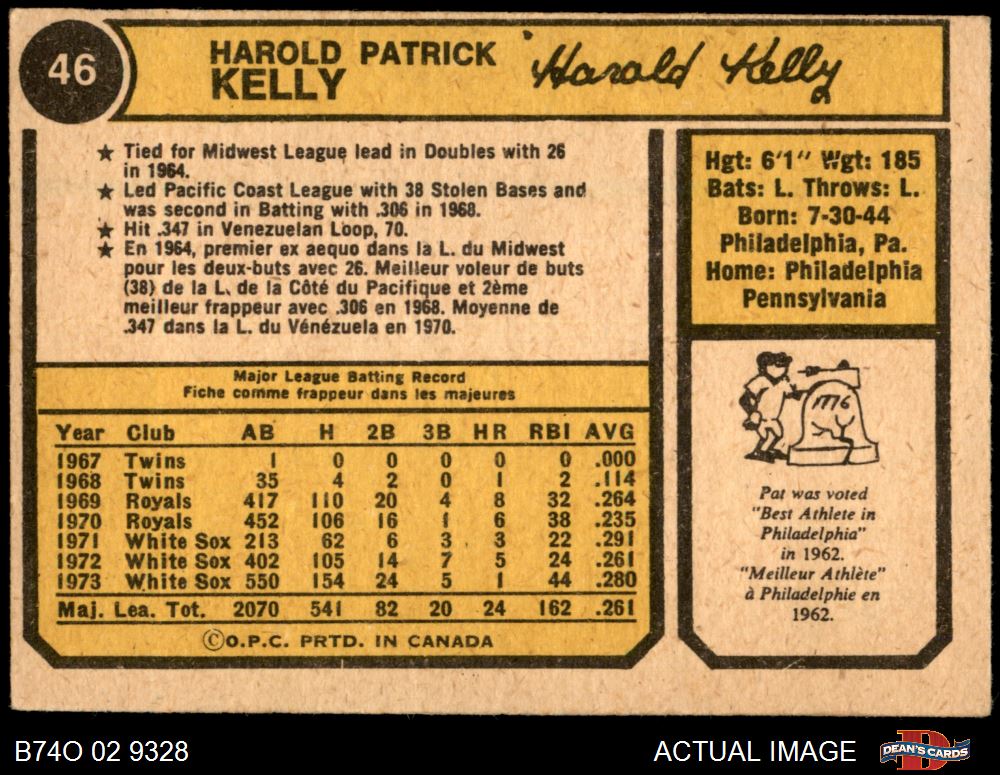 46
HAROLD PATRICK
KELLY
Harold Kelly
★ Tied for Midwest League lead in Doubles with 26
in 1964.
★ Led Pacific Coast League with 38 Stolen Bases and
was second in Batting with .306 in 1968.
★ Hit .347 in Venezuelan Loop, 70.
★ En 1964, premier ex aequo dans la L. du Midwest
pour les deux-buts avec 26. Meilleur voleur de buts
(38) de la L. de la Côté du Pacifique et 2ème
meilleur frappeur avec .306 en 1968. Moyenne de
.347 dans la L. du Vénézuela en 1970.
Hgt: 6'1" Wgt: 185
Bats: L. Throws: L.
Born: 7-30-44
Philadelphia, Pa.
Home: Philadelphia
Pennsylvania
Major League Batting Record
Fiche comme frappeur dans les majeures
Year Club AB H 2B 3B HR RBI AVG
1967 Twins 1 0 0 0 0 0 .000
1968 Twins 35 4 2 0 1 2 .114
1969 Royals 417 110 20 4 8 32 .264
1970 Royals 452 106 16 1 6 38 .235
1971 White Sox 213 62 6 3 3 22 .291
1972 White Sox 402 105 14 7 5 24 .261
1973 White Sox 550 154 24 5 1 44 .280
Maj. Lea. Tot. 2070 541 82 20 24 162 .261
©O.P.C. PRTD. IN CANADA
1776
Pat was voted
"Best Athlete in
Philadelphia"
in 1962.
"Meilleur Athlète"
à Philadelphie en
1962.
B74O 02 9328
ACTUAL IMAGE
DEAN'S CARDS